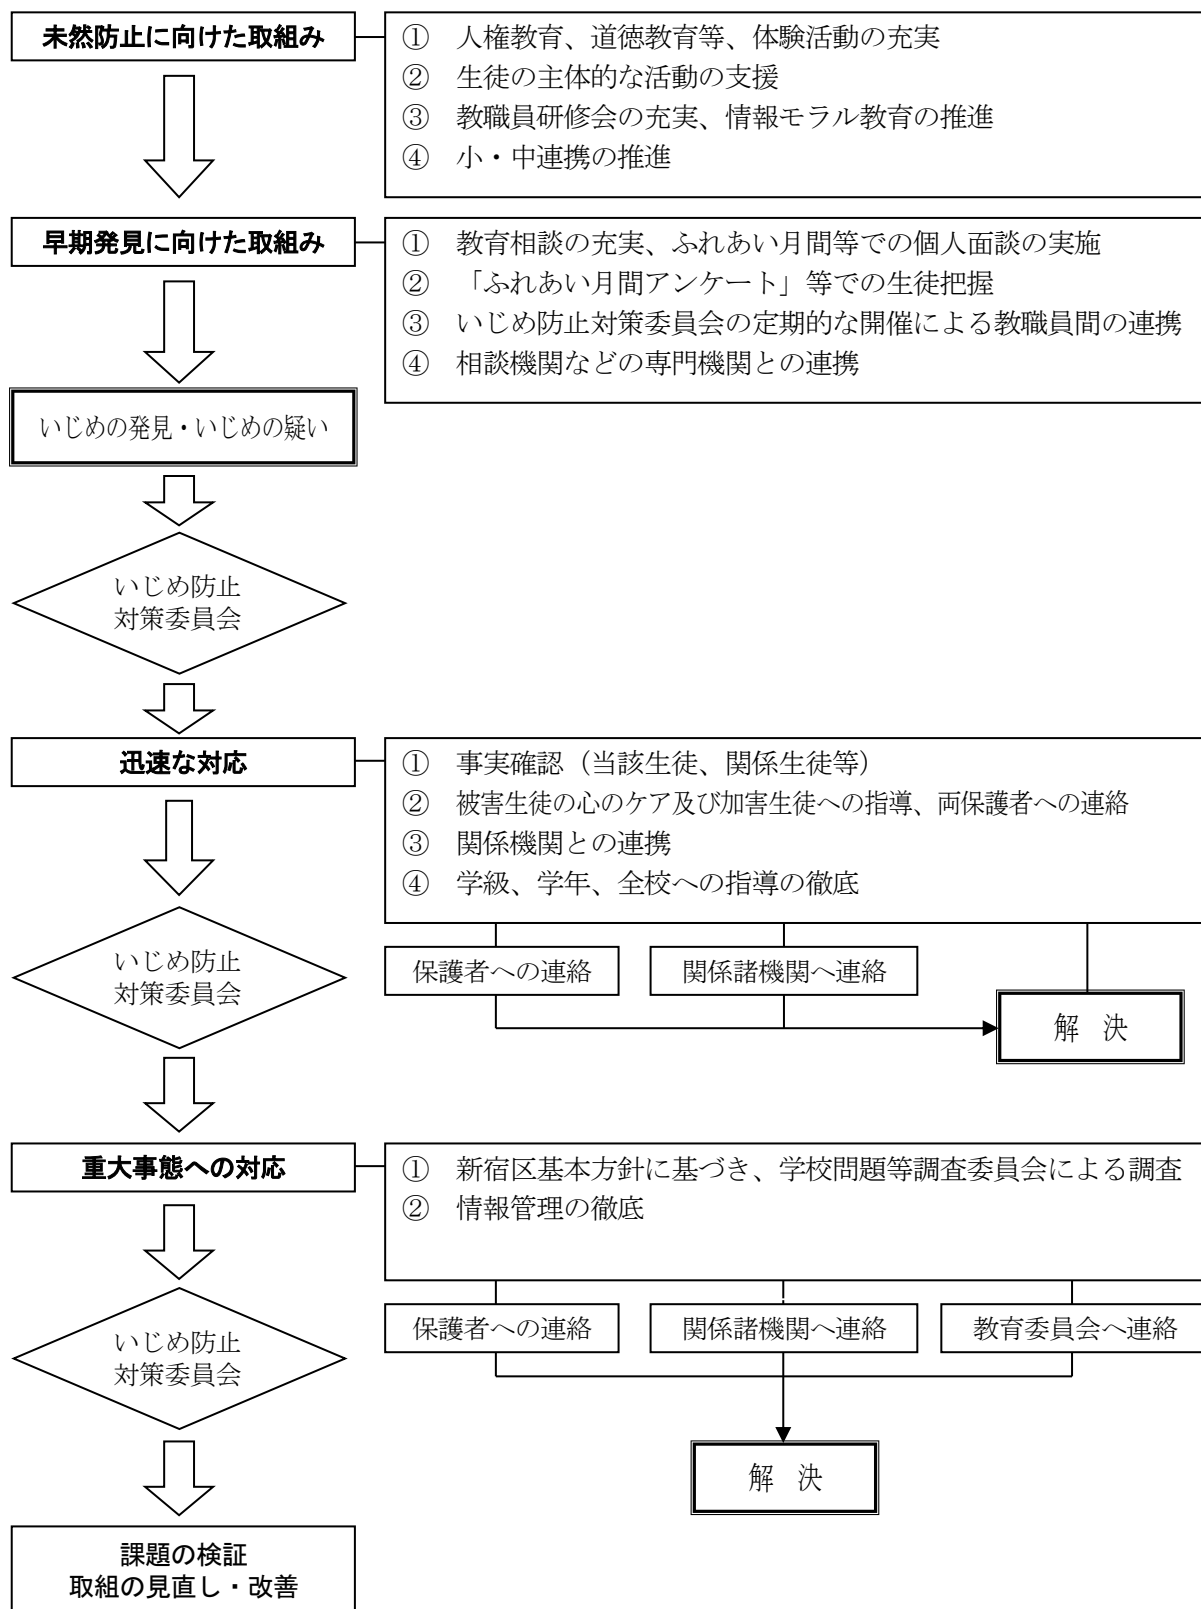 未然防止に向けた取組み
① 人権教育、道徳教育等、体験活動の充実
② 生徒の主体的な活動の支援
③ 教職員研修会の充実、情報モラル教育の推進
④ 小・中連携の推進
早期発見に向けた取組み
① 教育相談の充実、ふれあい月間等での個人面談の実施
② 「ふれあい月間アンケート」等での生徒把握
③ いじめ防止対策委員会の定期的な開催による教職員間の連携
④ 相談機関などの専門機関との連携
いじめの発見・いじめの疑い
いじめ防止
対策委員会
迅速な対応
① 事実確認（当該生徒、関係生徒等）
② 被害生徒の心のケア及び加害生徒への指導、両保護者への連絡
③ 関係機関との連携
④ 学級、学年、全校への指導の徹底
いじめ防止
対策委員会
保護者への連絡
関係諸機関へ連絡
解 決
重大事態への対応
① 新宿区基本方針に基づき、学校問題等調査委員会による調査
② 情報管理の徹底
いじめ防止
対策委員会
保護者への連絡
関係諸機関へ連絡
教育委員会へ連絡
解 決
課題の検証
取組の見直し・改善